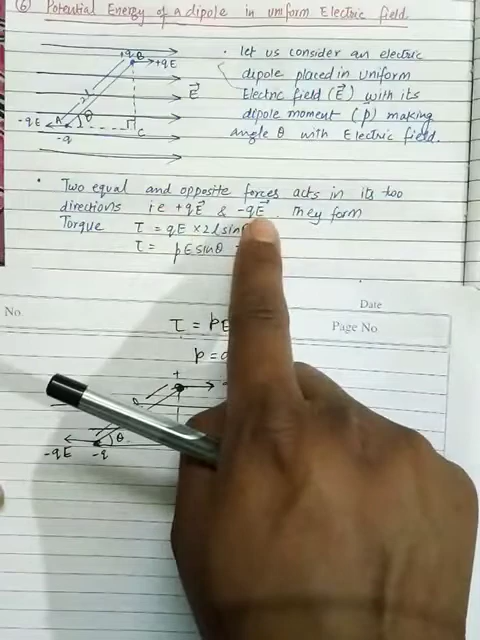 (6) Potential Energy of a dipole in uniform Electric field.
+q B
+qE
2l
E⃗
-qE A θ
C
-q
• Let us consider an electric
dipole placed in uniform
Electric field (E⃗) with its
dipole moment (p⃗) making
angle θ with Electric field.
• Two equal and opposite forces acts in its two
directions i.e +qE⃗ & -qE⃗. They form
Torque τ = qE × 2l sinθ
τ = pE sinθ
No
Date
Page No
τ = pE
p =
+
θ
-qE -q